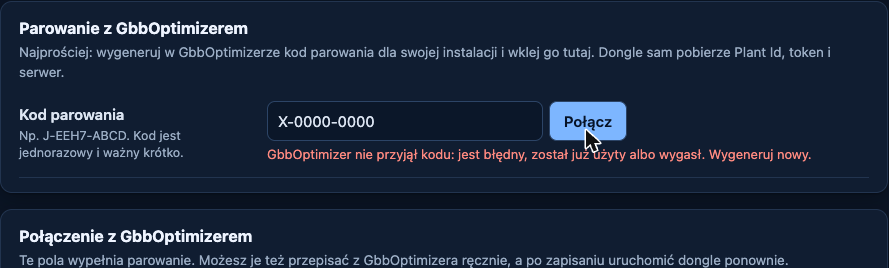 Parowanie z GbbOptimizerem
Najprościej: wygeneruj w GbbOptimizerze kod parowania dla swojej instalacji i wklej go tutaj. Dongle sam pobierze Plant Id, token i
serwer.
Kod parowania
Np. J-EEH7-ABCD. Kod jest
jednorazowy i ważny krótko.
X-0000-0000
Połącz
GbbOptimizer nie przyjął kodu: jest błędny, został już użyty albo wygasł. Wygeneruj nowy.
Połączenie z GbbOptimizerem
Te pola wypełnia parowanie. Możesz je też przepisać z GbbOptimizera ręcznie, a po zapisaniu uruchomić dongle ponownie.